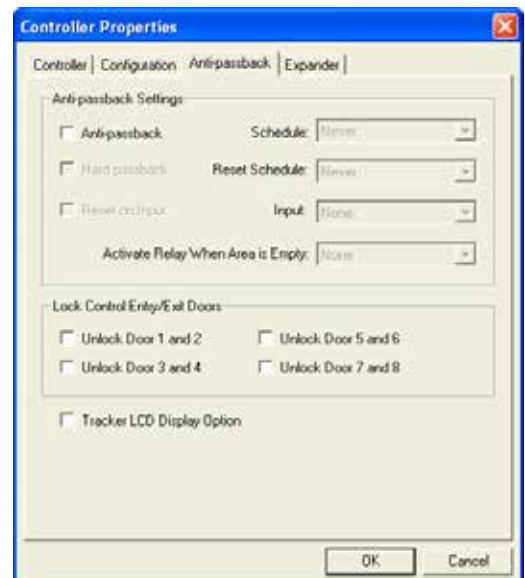 Controller Properties
Controller Configuration Anti-passback Expander
Anti-passback Settings
Anti-passback Schedule: Never
Hard passback Reset Schedule: Never
Reset on Input Input: None
Activate Relay When Area is Empty: None
Lock Control Entry/Exit Doors
Unlock Door 1 and 2 Unlock Door 5 and 6
Unlock Door 3 and 4 Unlock Door 7 and 8
Tracker LCD Display Option
OK Cancel